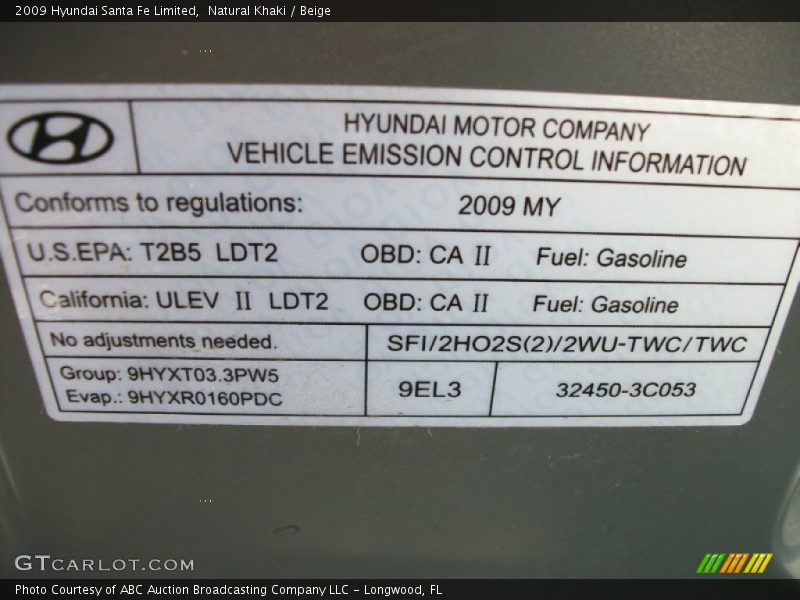 2009 Hyundai Santa Fe Limited, Natural Khaki / Beige
HYUNDAI MOTOR COMPANY
VEHICLE EMISSION CONTROL INFORMATION
Conforms to regulations: 2009 MY
U.S.EPA: T2B5 LDT2 OBD: CA II Fuel: Gasoline
California: ULEV II LDT2 OBD: CA II Fuel: Gasoline
No adjustments needed. SFI/2HO2S(2)/2WU-TWC/TWC
Group: 9HYXT03.3PW5
Evap.: 9HYXR0160PDC
9EL3 32450-3C053
GTCARLOT.COM
Photo Courtesy of ABC Auction Broadcasting Company LLC - Longwood, FL